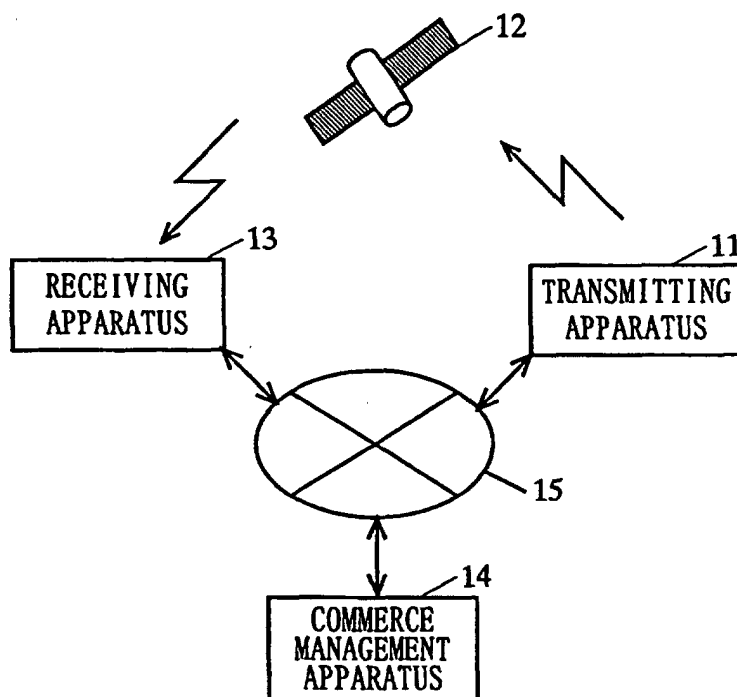 12
13
RECEIVING
APPARATUS
11
TRANSMITTING
APPARATUS
15
14
COMMERCE
MANAGEMENT
APPARATUS